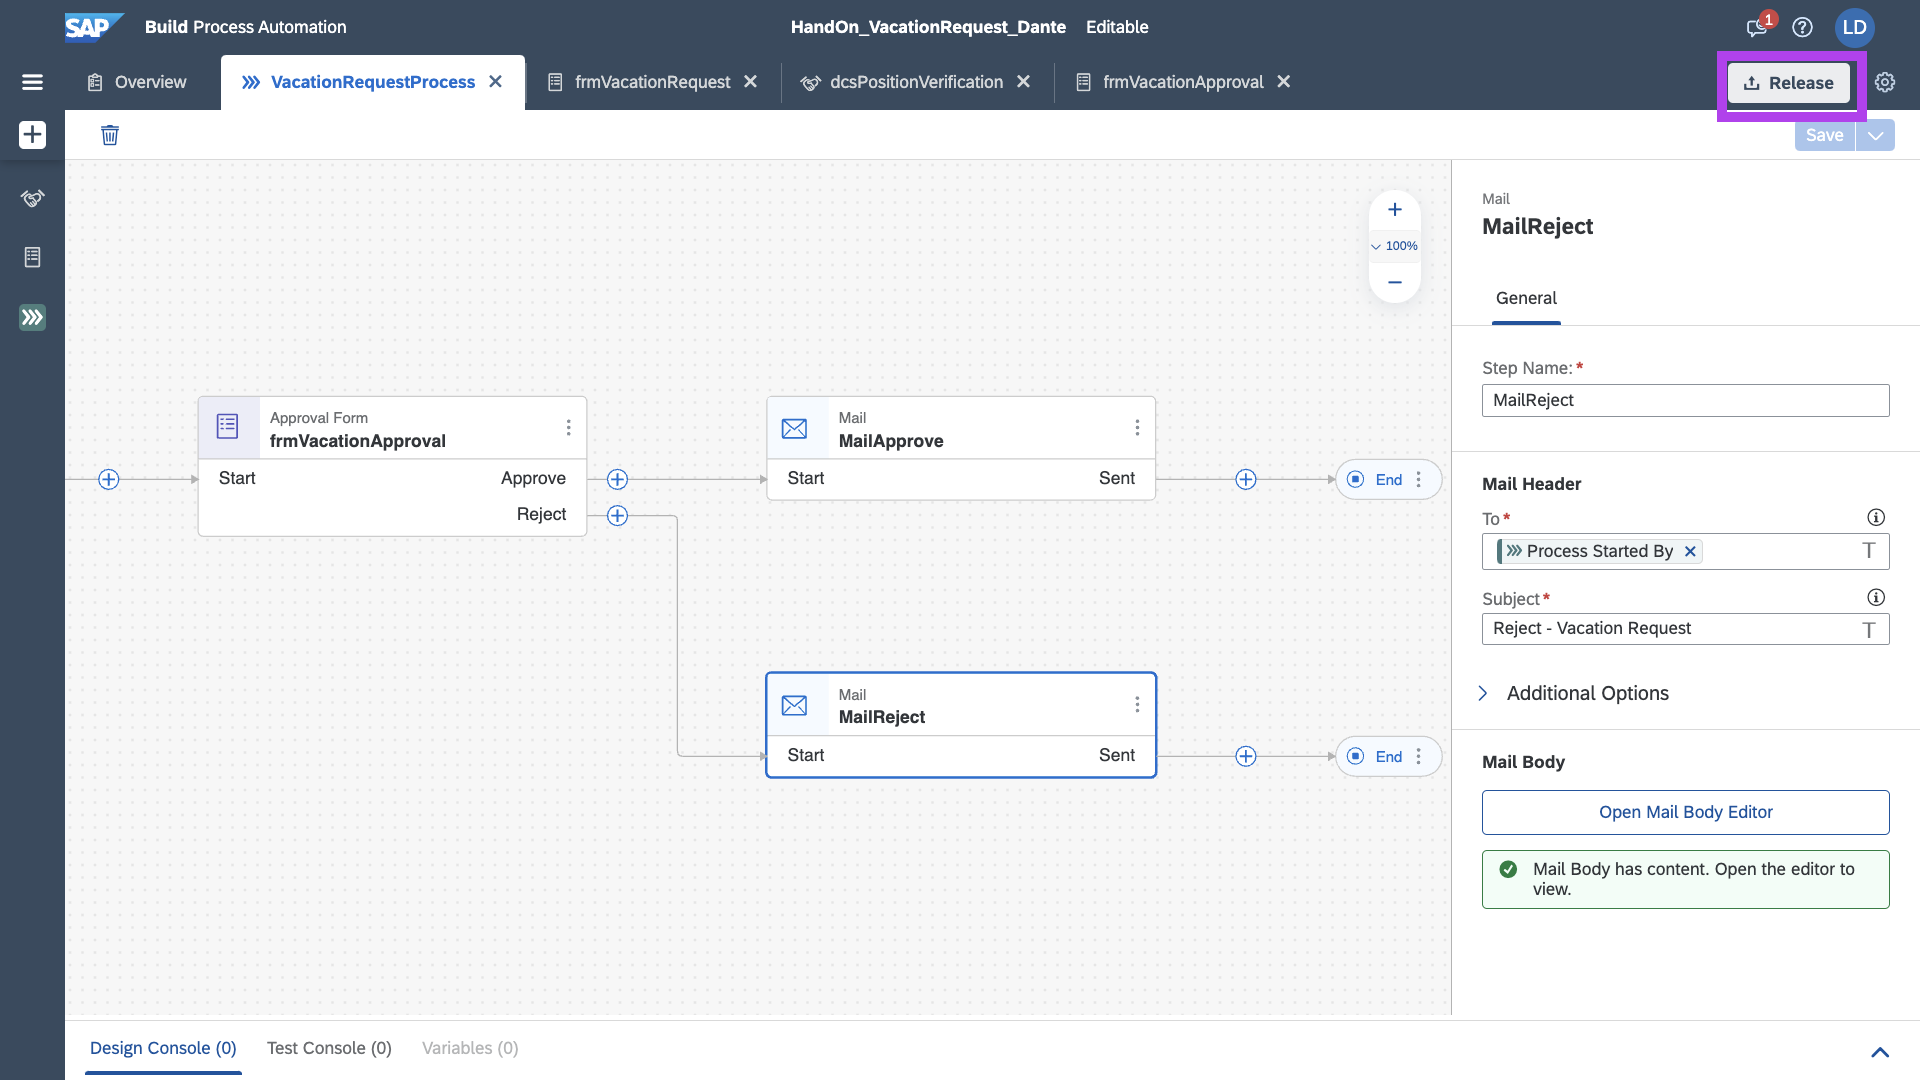 SAP
Build Process Automation
HandOn_VacationRequest_Dante Editable
1
LD
Overview
VacationRequestProcess
frmVacationRequest
dcsPositionVerification
frmVacationApproval
Release
Save
100%
Approval Form
frmVacationApproval
Start Approve
Reject
Mail
MailApprove
Start Sent
End
Mail
MailReject
Start Sent
End
Mail
MailReject
General
Step Name:*
MailReject
Mail Header
To*
Process Started By
Subject*
Reject - Vacation Request
Additional Options
Mail Body
Open Mail Body Editor
Mail Body has content. Open the editor to
view.
Design Console (0) Test Console (0) Variables (0)